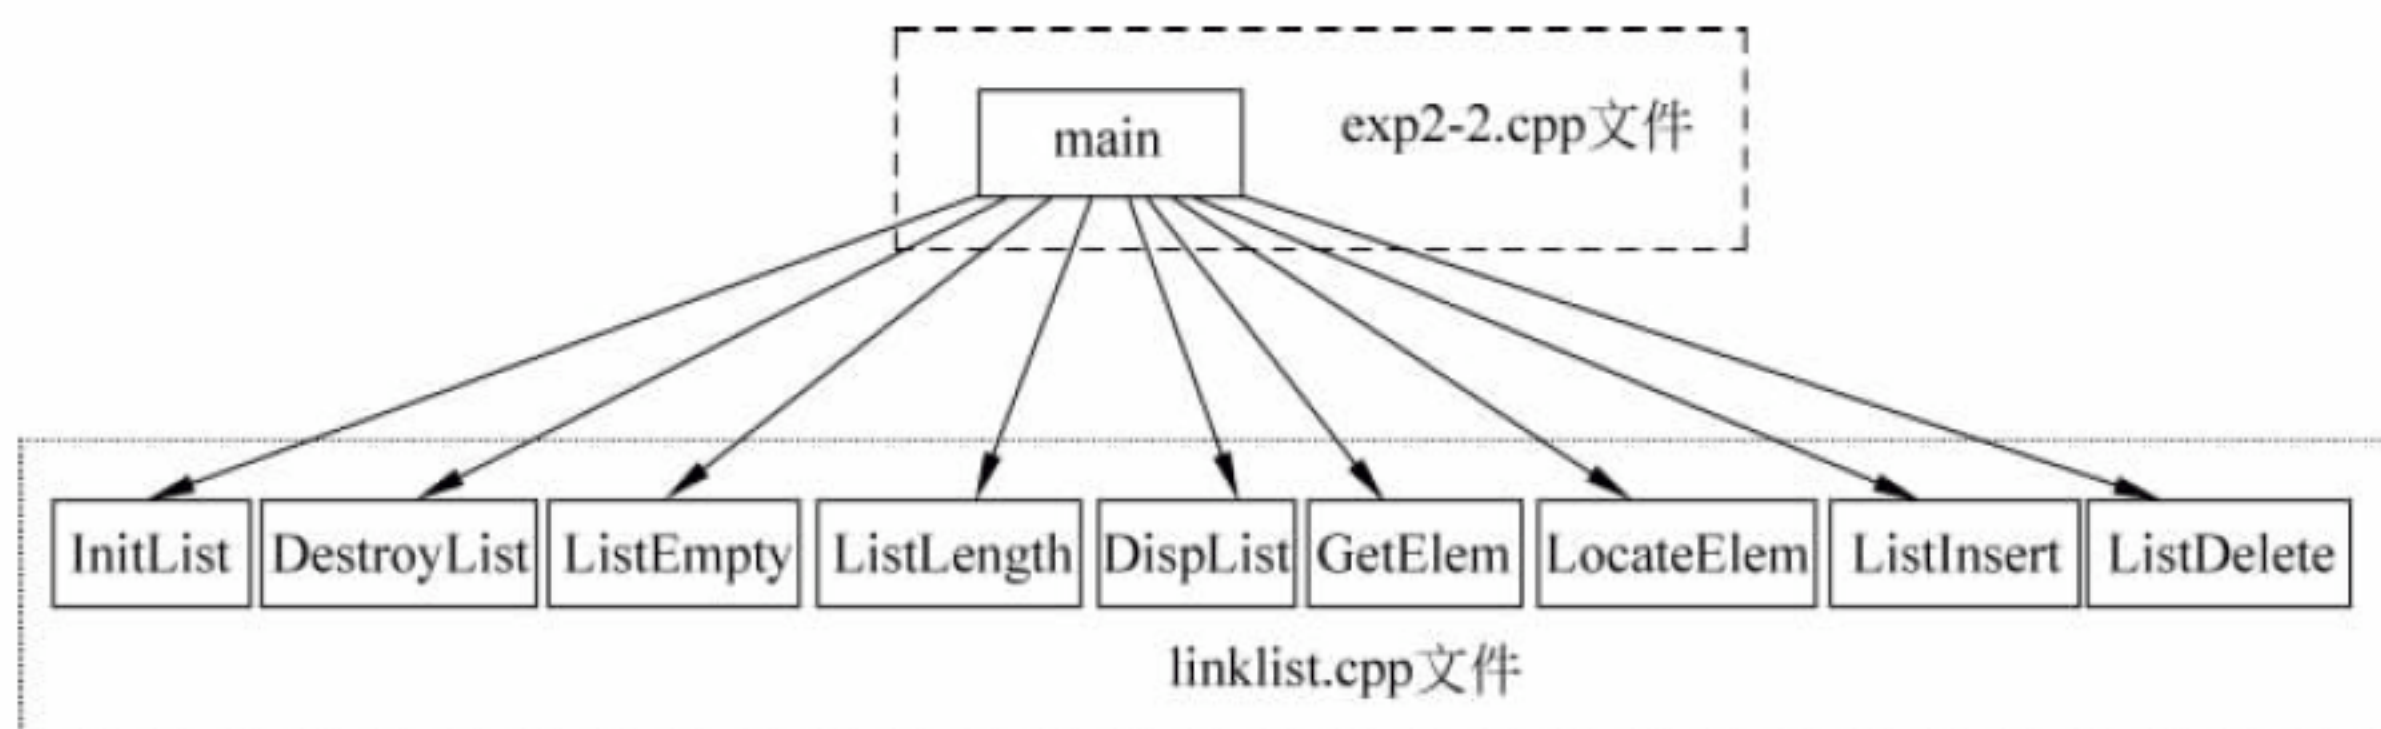 main
exp2-2.cpp文件
InitList
DestroyList
ListEmpty
ListLength
DispList
GetElem
LocateElem
ListInsert
ListDelete
linklist.cpp文件